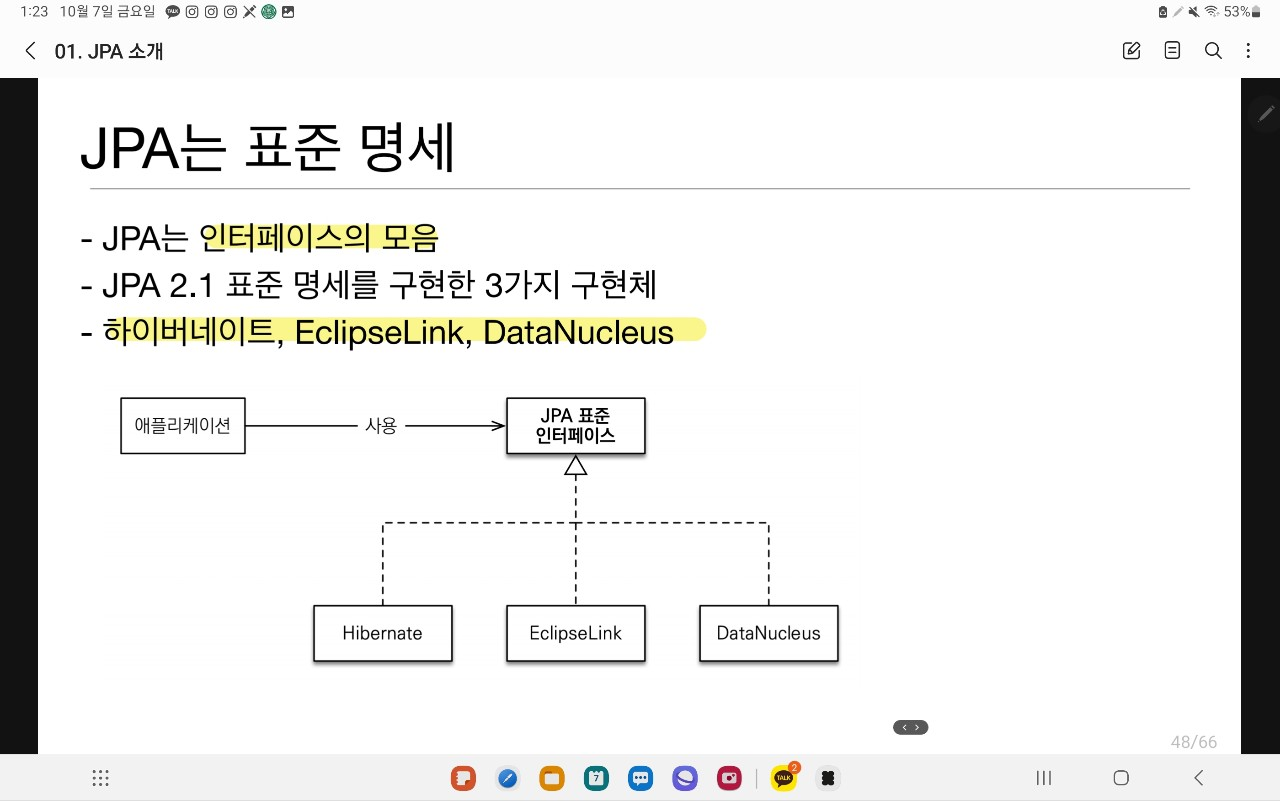 1:23 10월 7일 금요일
53%
01. JPA 소개
JPA는 표준 명세
- JPA는 인터페이스의 모음
- JPA 2.1 표준 명세를 구현한 3가지 구현체
- 하이버네이트, EclipseLink, DataNucleus
애플리케이션
사용
JPA 표준
인터페이스
Hibernate
EclipseLink
DataNucleus
48/66
7
TALK
2